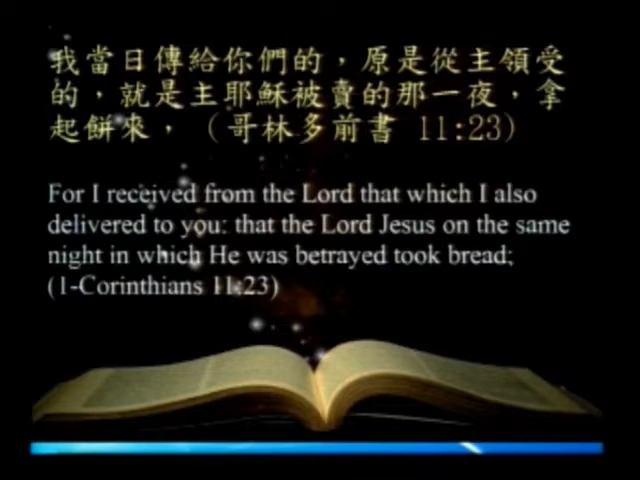 我當日傳給你們的，原是從主領受
的，就是主耶穌被賣的那一夜，拿
起餅來，（哥林多前書 11:23）
For I received from the Lord that which I also
delivered to you: that the Lord Jesus on the same
night in which He was betrayed took bread;
(1-Corinthians 11:23)